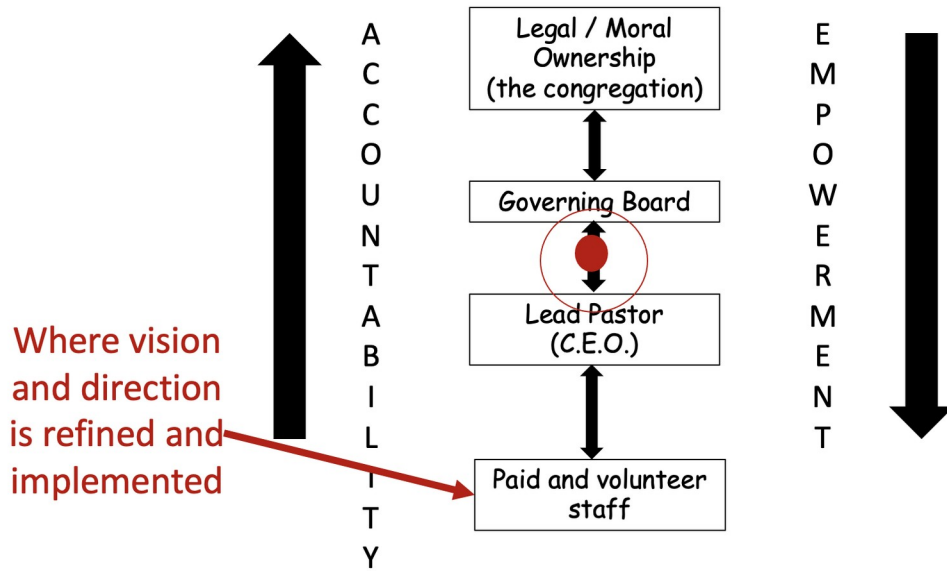 A
C
C
O
U
N
T
A
B
I
L
I
T
Y
Legal / Moral
Ownership
(the congregation)
Governing Board
Lead Pastor
(C.E.O.)
Paid and volunteer
staff
E
M
P
O
W
E
R
M
E
N
T
Where vision
and direction
is refined and
implemented